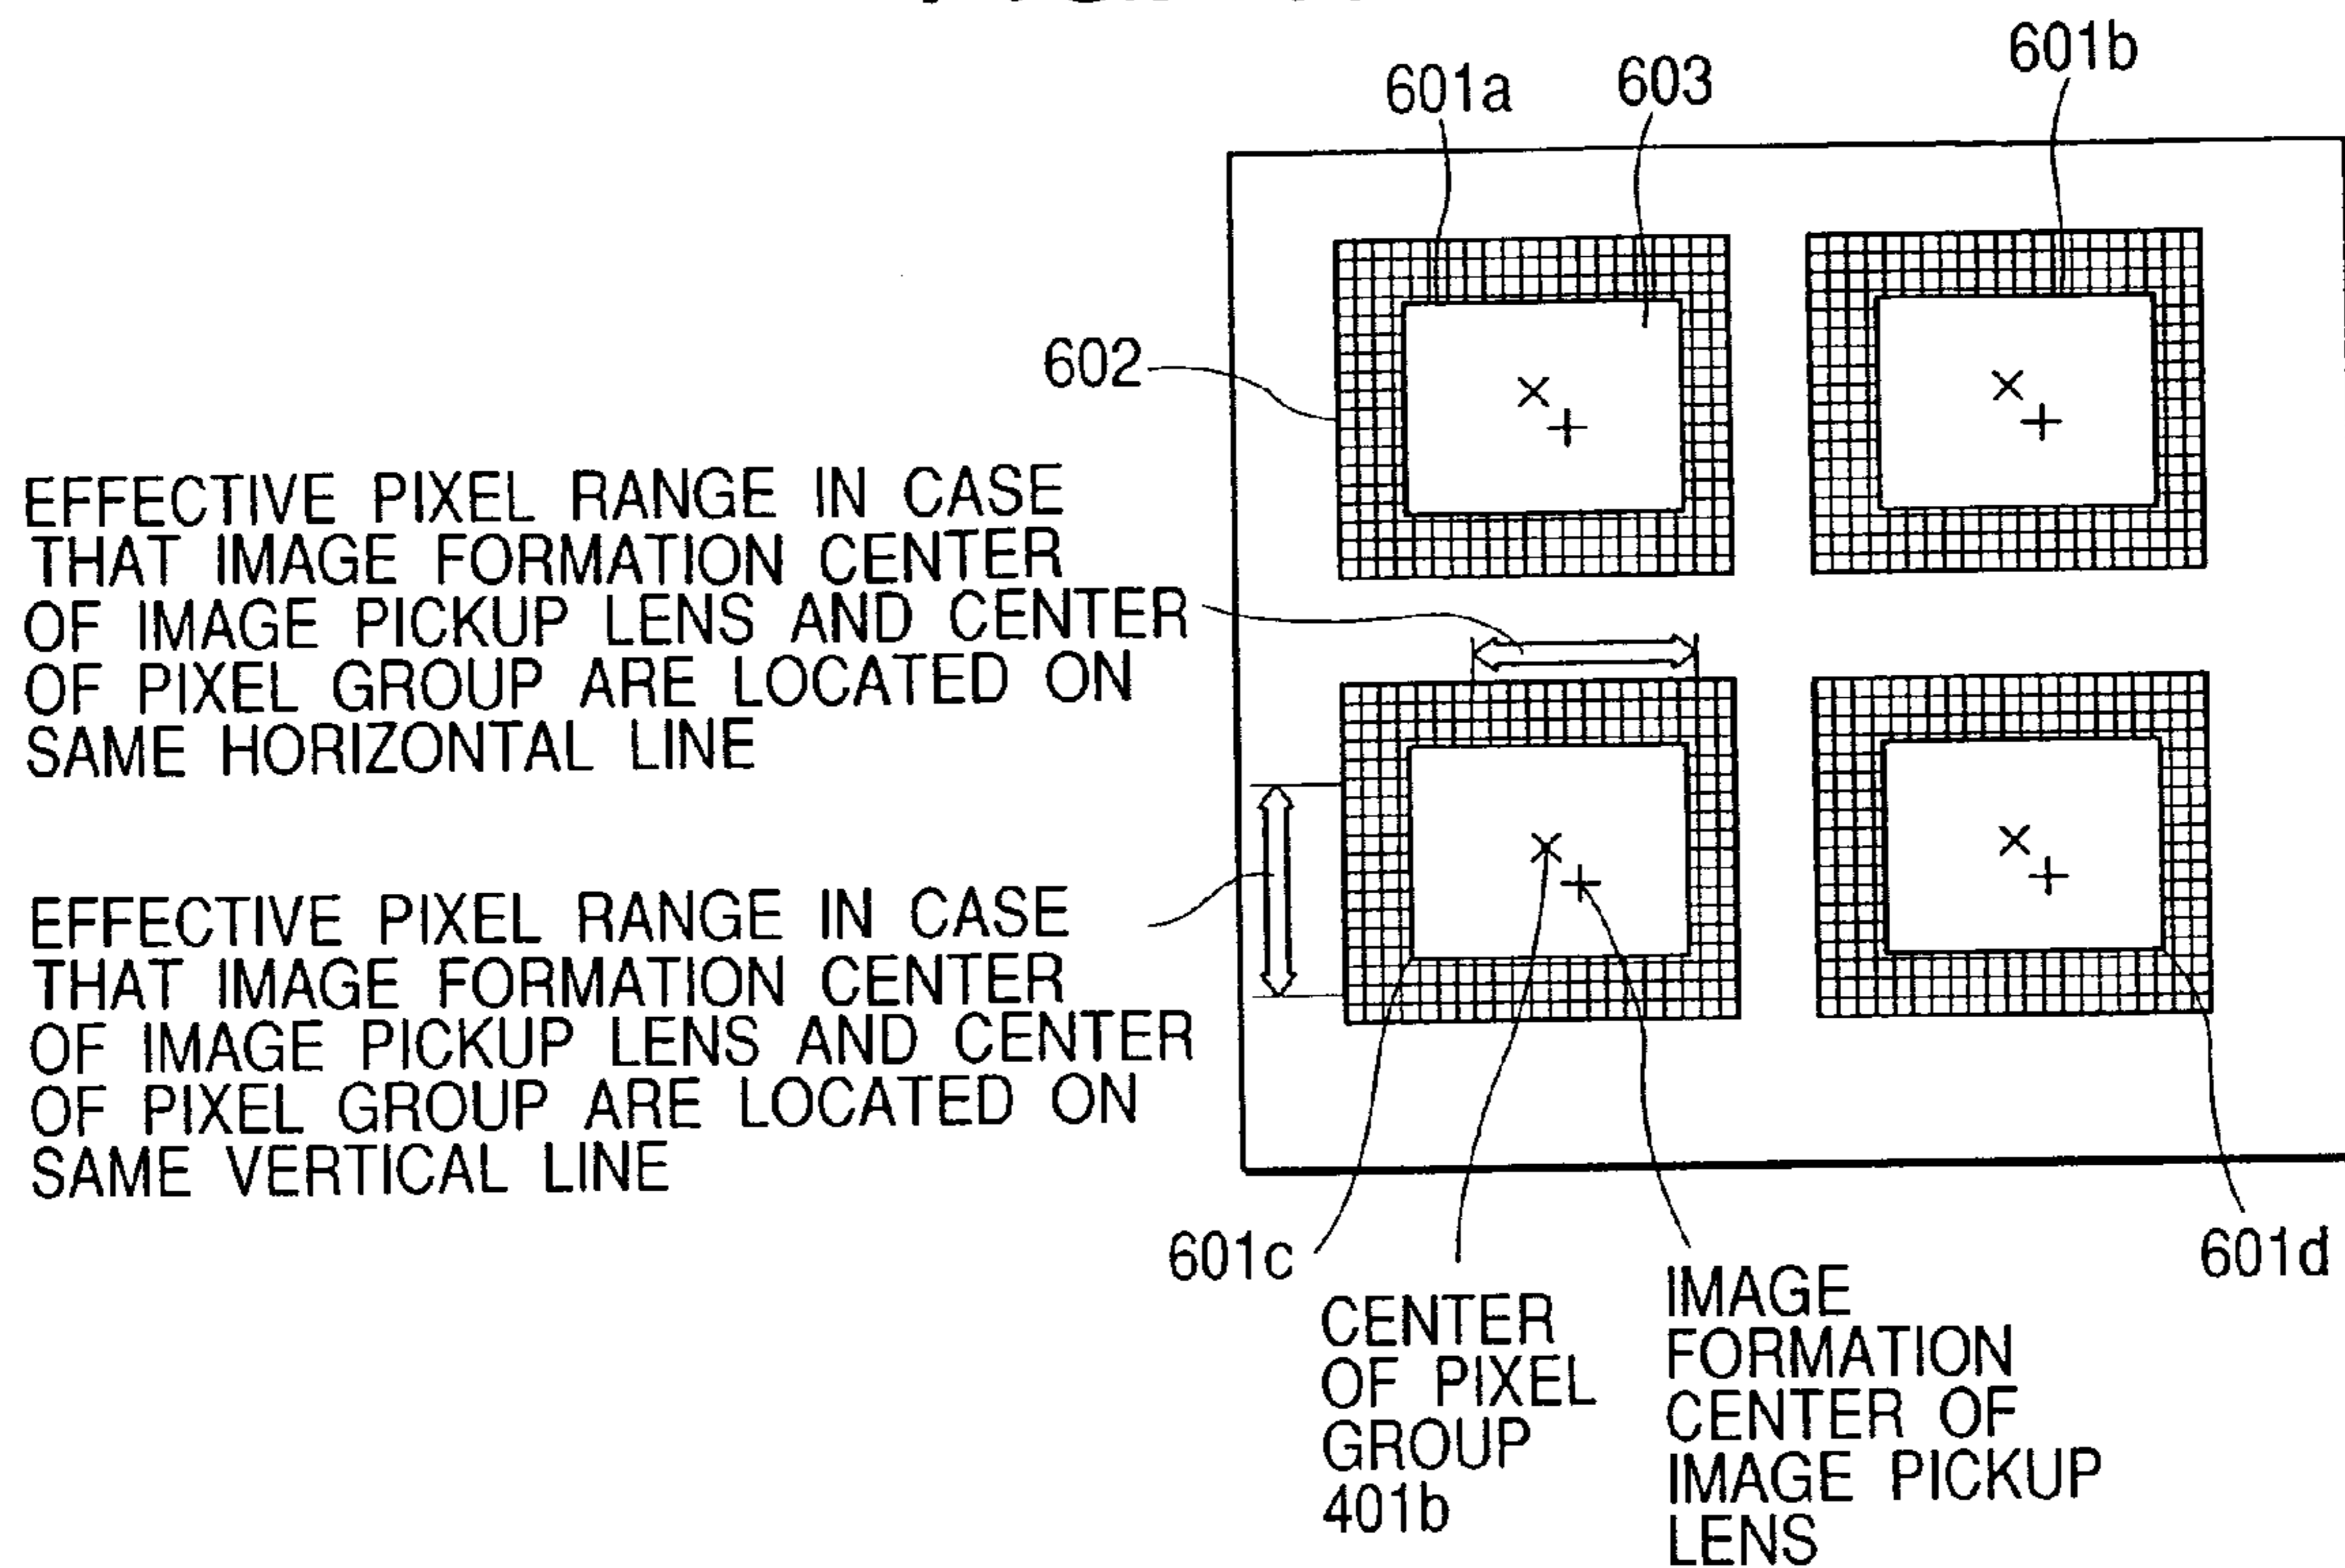 601a
603
601b
602
EFFECTIVE PIXEL RANGE IN CASE
THAT IMAGE FORMATION CENTER
OF IMAGE PICKUP LENS AND CENTER
OF PIXEL GROUP ARE LOCATED ON
SAME HORIZONTAL LINE
EFFECTIVE PIXEL RANGE IN CASE
THAT IMAGE FORMATION CENTER
OF IMAGE PICKUP LENS AND CENTER
OF PIXEL GROUP ARE LOCATED ON
SAME VERTICAL LINE
601c
601d
CENTER
OF PIXEL
GROUP
401b
IMAGE
FORMATION
CENTER OF
IMAGE PICKUP
LENS